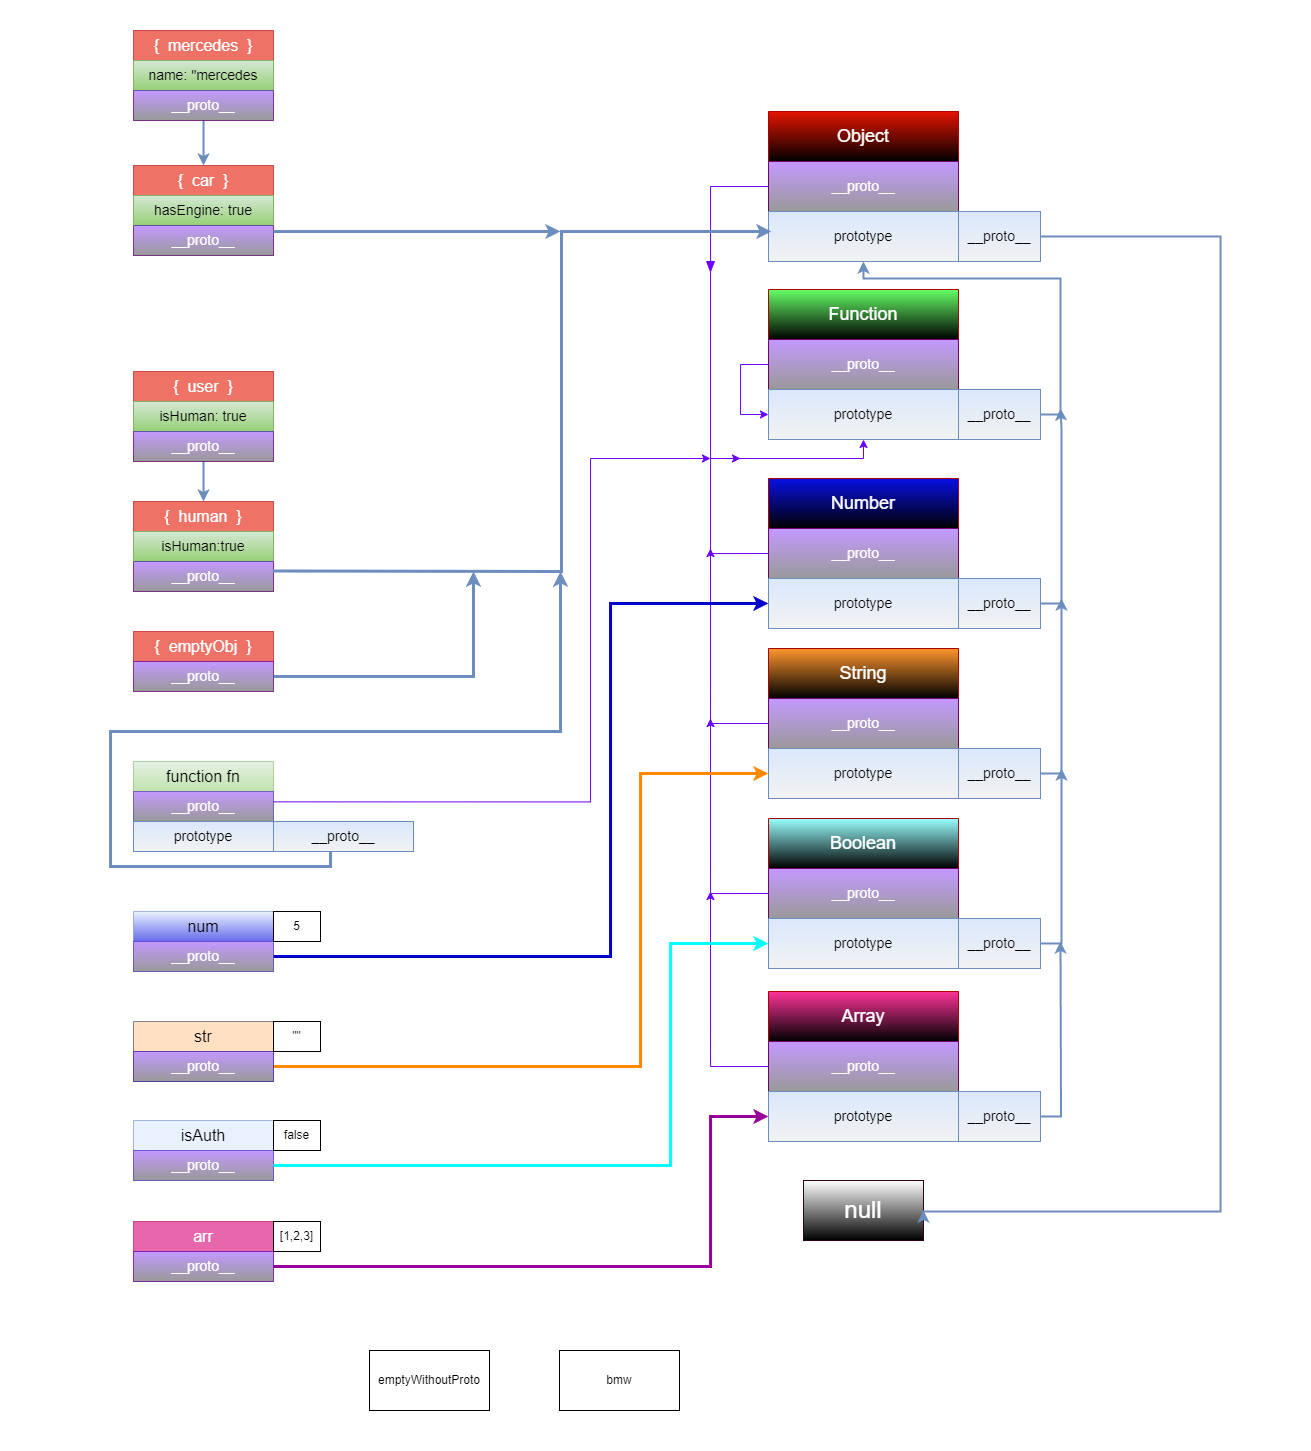 { mercedes }
name: "mercedes
__proto__
{ car }
hasEngine: true
__proto__
{ user }
isHuman: true
__proto__
{ human }
isHuman:true
__proto__
{ emptyObj }
__proto__
function fn
__proto__
prototype __proto__
num 5
__proto__
str ""
__proto__
isAuth false
__proto__
arr [1,2,3]
__proto__
Object
__proto__
prototype __proto__
Function
__proto__
prototype __proto__
Number
__proto__
prototype __proto__
String
__proto__
prototype __proto__
Boolean
__proto__
prototype __proto__
Array
__proto__
prototype __proto__
null
emptyWithoutProto
bmw